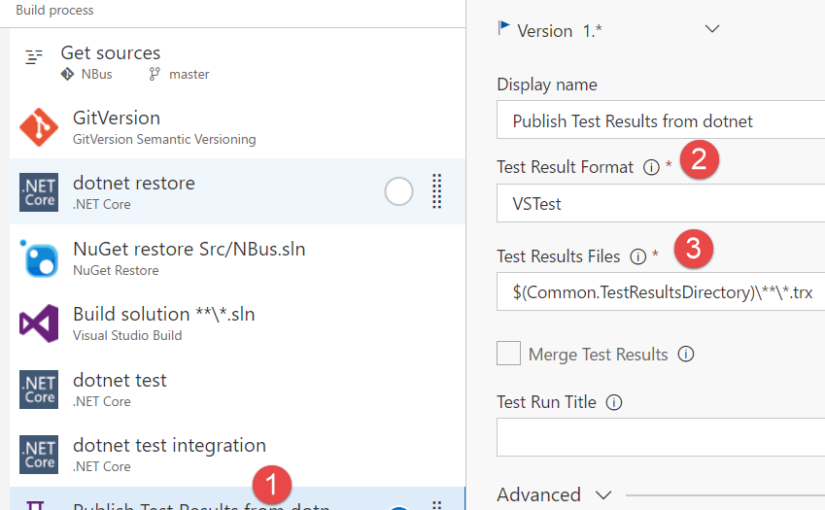 Build process
Get sources
NBus master
GitVersion
GitVersion Semantic Versioning
.NET Core
dotnet restore
.NET Core
NuGet restore Src/NBus.sln
NuGet Restore
Build solution **\*.sln
Visual Studio Build
.NET Core
dotnet test
.NET Core
.NET Core
dotnet test integration
.NET Core
1
Publish Test Results from dotn
Version 1.*
Display name
Publish Test Results from dotnet
Test Result Format * 2
VSTest
Test Results Files * 3
$(Common.TestResultsDirectory)\**\*.trx
Merge Test Results
Test Run Title
Advanced